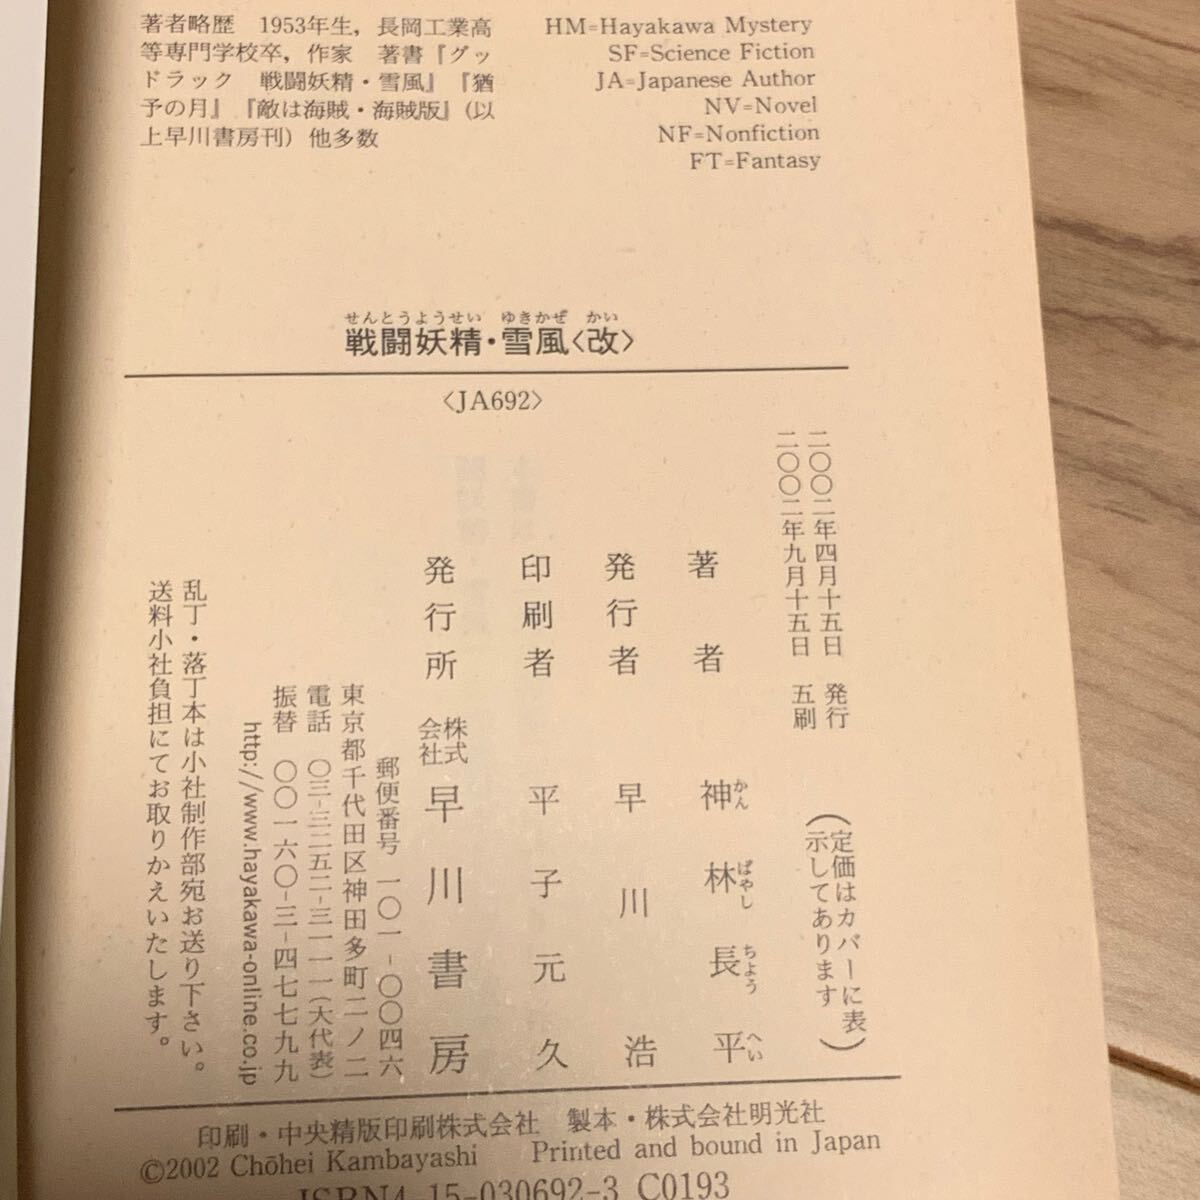 著者略歴　1953年生，長岡工業高
等専門学校卒，作家　著書『グッ
ドラック　戦闘妖精・雪風』『猶
予の月』『敵は海賊・海賊版』（以
上早川書房刊）他多数
HM=Hayakawa Mystery
SF=Science Fiction
JA=Japanese Author
NV=Novel
NF=Nonfiction
FT=Fantasy
せんとうようせい　ゆきかぜ　かい
戦闘妖精・雪風〈改〉
〈JA692〉
二〇〇二年四月十五日　発行
二〇〇二年九月十五日　五刷
（定価はカバーに表
示してあります）
著者　神林長平
かん ばやし ちょう へい
発行者　早川　浩
印刷者　平子元久
発行所　株式会社　早川書房
郵便番号　一〇一-〇〇四六
東京都千代田区神田多町二ノ二
電話　〇三-三二五二-三一一一（大代表）
振替　〇〇一六〇-三-四七七九九
http://www.hayakawa-online.co.jp
乱丁・落丁本は小社制作部宛お送り下さい。
送料小社負担にてお取りかえいたします。
印刷・中央精版印刷株式会社　製本・株式会社明光社
©2002 Chōhei Kambayashi　Printed and bound in Japan
ISBN4-15-030692-3 C0193